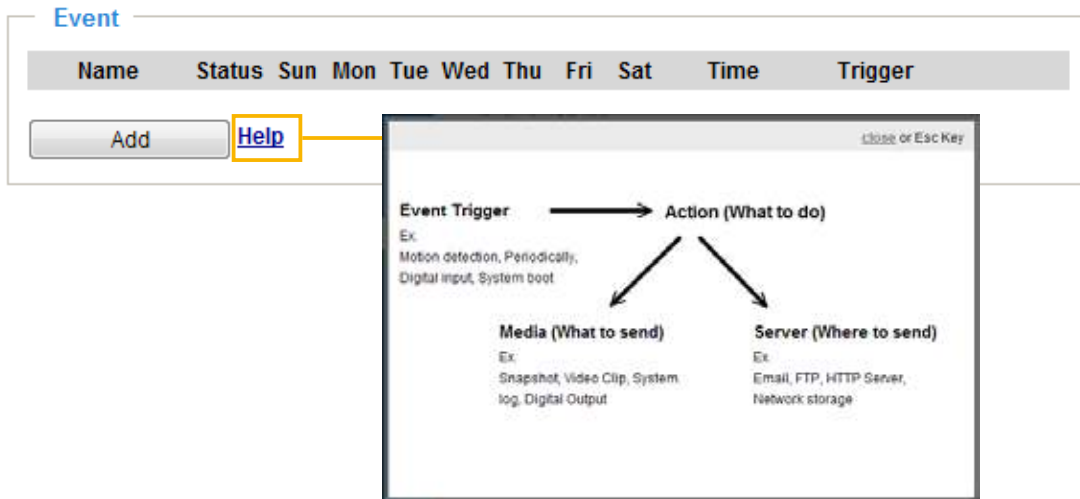 Event
Name Status Sun Mon Tue Wed Thu Fri Sat Time Trigger
Add Help
close or Esc Key
Event Trigger
Action (What to do)
Ex.
Motion detection, Periodically,
Digital input, System boot
Media (What to send)
Ex.
Snapshot, Video Clip, System
log, Digital Output
Server (Where to send)
Ex.
Email, FTP, HTTP Server,
Network storage